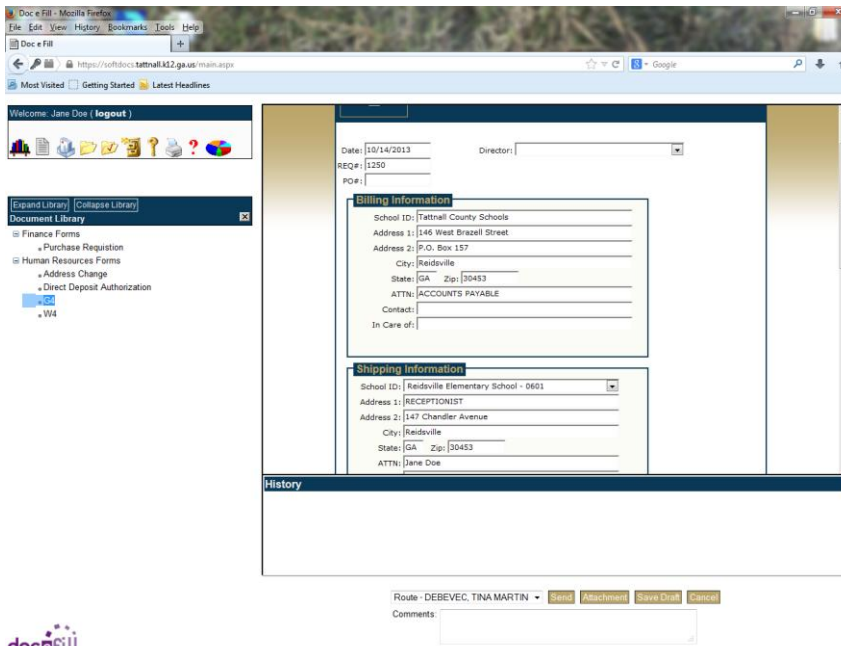 Doc e Fill - Mozilla Firefox
File Edit View History Bookmarks Tools Help
Doc e Fill
+
https://softdocs.tattnall.k12.ga.us/main.aspx
Google
Most Visited Getting Started Latest Headlines
Welcome: Jane Doe ( logout )
Expand Library Collapse Library
Document Library
Finance Forms
Purchase Requistion
Human Resources Forms
Address Change
Direct Deposit Authorization
G4
W4
Date: 10/14/2013 Director:
REQ#: 1250
PO#:
Billing Information
School ID: Tattnall County Schools
Address 1: 146 West Brazell Street
Address 2: P.O. Box 157
City: Reidsville
State: GA Zip: 30453
ATTN: ACCOUNTS PAYABLE
Contact:
In Care of:
Shipping Information
School ID: Reidsville Elementary School - 0601
Address 1: RECEPTIONIST
Address 2: 147 Chandler Avenue
City: Reidsville
State: GA Zip: 30453
ATTN: Jane Doe
History
Route - DEBEVEC, TINA MARTIN Send Attachment Save Draft Cancel
Comments: